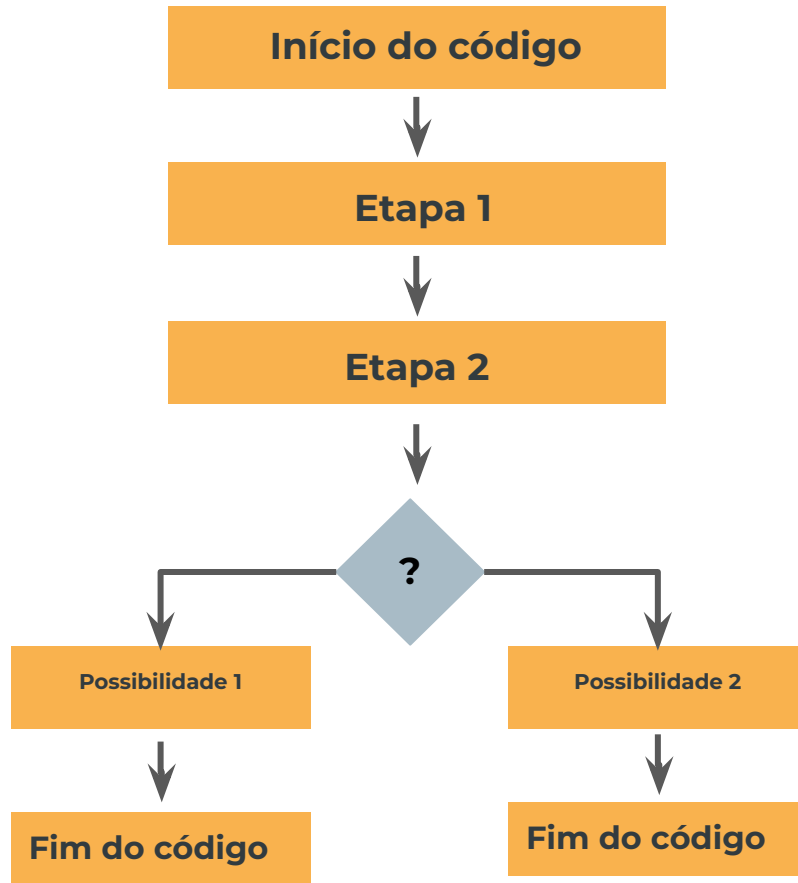 Início do código
Etapa 1
Etapa 2
?
Possibilidade 1
Possibilidade 2
Fim do código
Fim do código